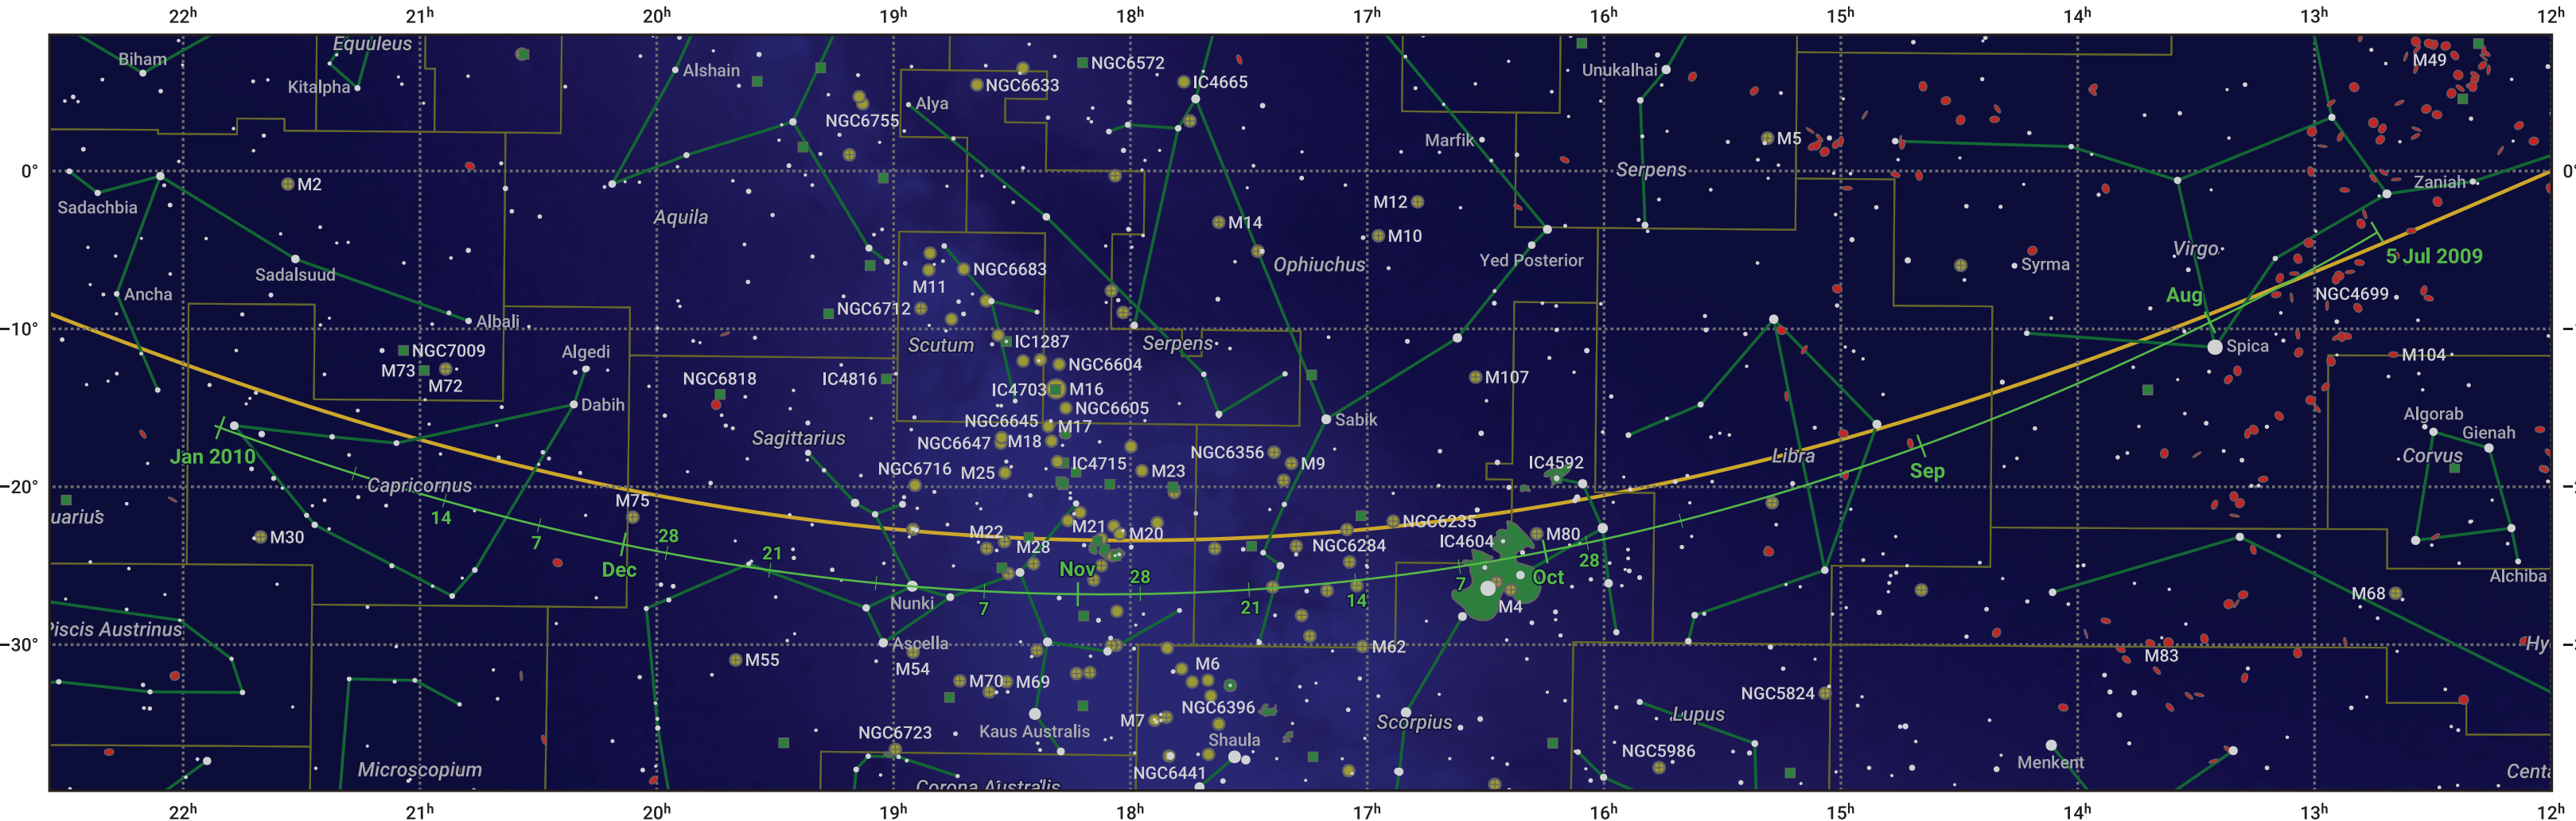 22h 21h 20h 19h 18h 17h 16h 15h 14h 13h 12h
Equuleus
Biham
Kitalpha
Alshain
NGC6572
NGC6633
IC4665
Unukalhai
M49
Alya
NGC6755
Marfik
M5
0°
Serpens
M2
Zaniah
Sadachbia
Aquila
M12
M14
M10
Virgo
Ophiuchus
Yed Posterior
Syrma
5 Jul 2009
Sadalsuud
NGC6683
M11
Ancha
Aug
NGC4699
NGC6712
Albali
−10°
IC1287
Scutum
Serpens
Spica
NGC7009
Algedi
M104
M73
NGC6604
M72
NGC6818
IC4816
M107
IC4703
M16
Dabih
NGC6605
Algorab
Sabik
NGC6645
M17
Gienah
Sagittarius
NGC6647
M18
Jan 2010
NGC6356
Libra
Corvus
IC4715
M9
IC4592
NGC6716
M25
M23
Sep
Capricornus
−20°
M75
uarius
14
NGC6235
M21
M22
M20
M80
M30
7
28
IC4604
M28
NGC6284
21
28
Dec
Nov
28
Oct
Alchiba
7
M68
Nunki
7
21
14
M4
Piscis Austrinus
−30°
Ascella
M62
M83
M55
M54
M6
M70
M69
NGC5824
NGC6396
M7
Scorpius
Lupus
NGC6723
Kaus Australis
Shaula
NGC5986
Menkent
Microscopium
NGC6441
Corona Australis
22h 21h 20h 19h 18h 17h 16h 15h 14h 13h 12h